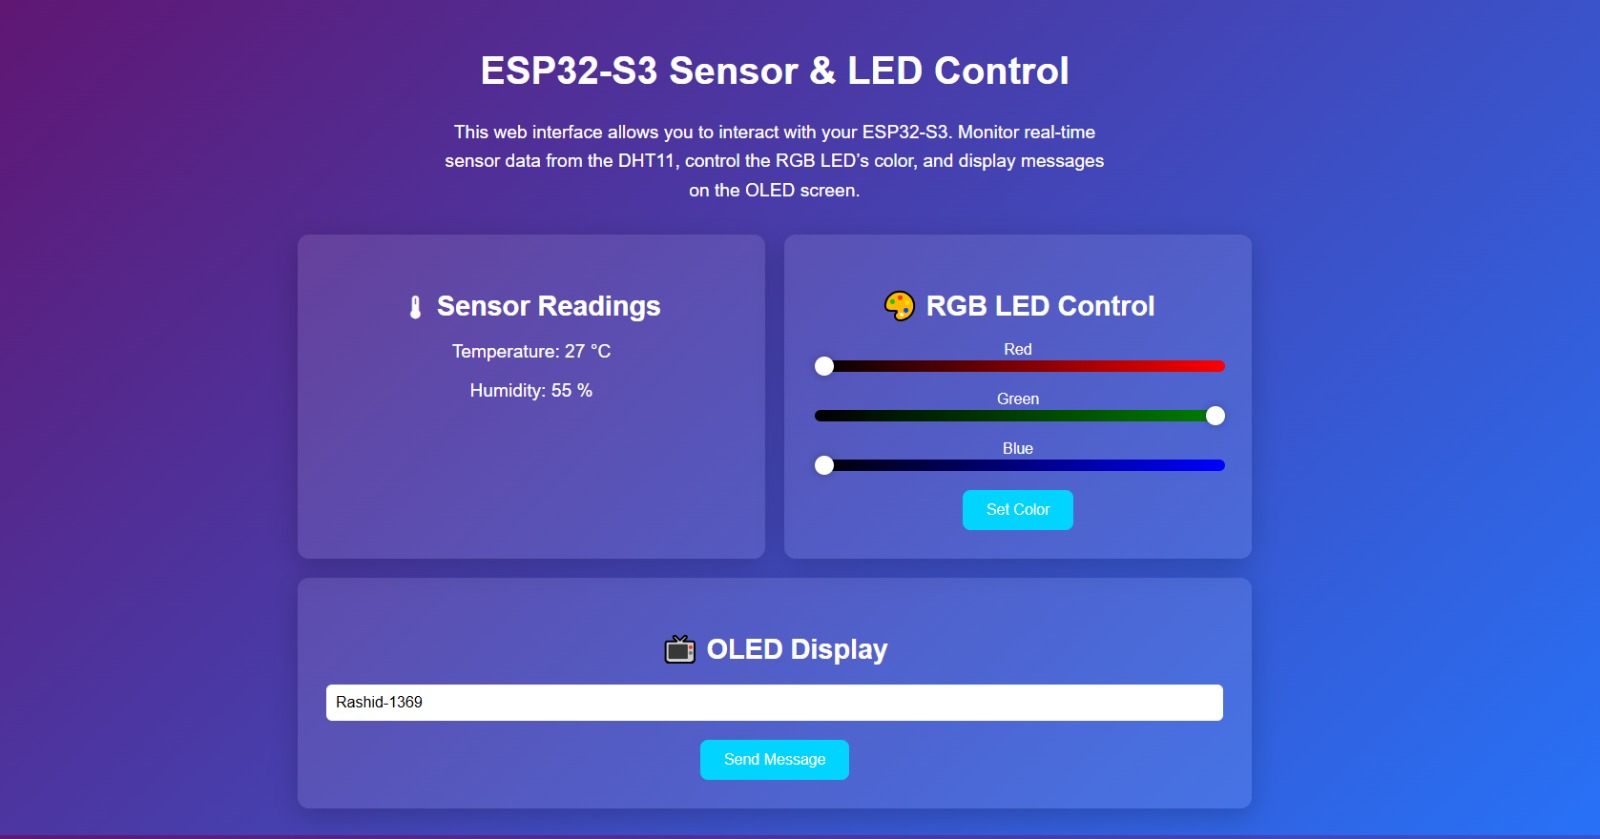 ESP32-S3 Sensor & LED Control
This web interface allows you to interact with your ESP32-S3. Monitor real-time
sensor data from the DHT11, control the RGB LED’s color, and display messages
on the OLED screen.
🌡 Sensor Readings
Temperature: 27 °C
Humidity: 55 %
🎨 RGB LED Control
Red
Green
Blue
Set Color
📺 OLED Display
Rashid-1369
Send Message